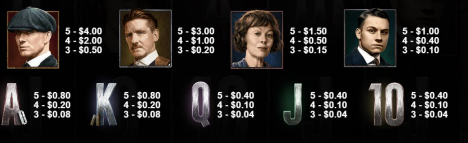 5 - $4.00
4 - $2.00
3 - $0.50
5 - $3.00
4 - $1.00
3 - $0.20
5 - $1.50
4 - $0.50
3 - $0.15
5 - $1.00
4 - $0.40
3 - $0.10
A
5 - $0.80
4 - $0.20
3 - $0.08
K
5 - $0.80
4 - $0.20
3 - $0.08
Q
5 - $0.40
4 - $0.10
3 - $0.04
J
5 - $0.40
4 - $0.10
3 - $0.04
10
5 - $0.40
4 - $0.10
3 - $0.04